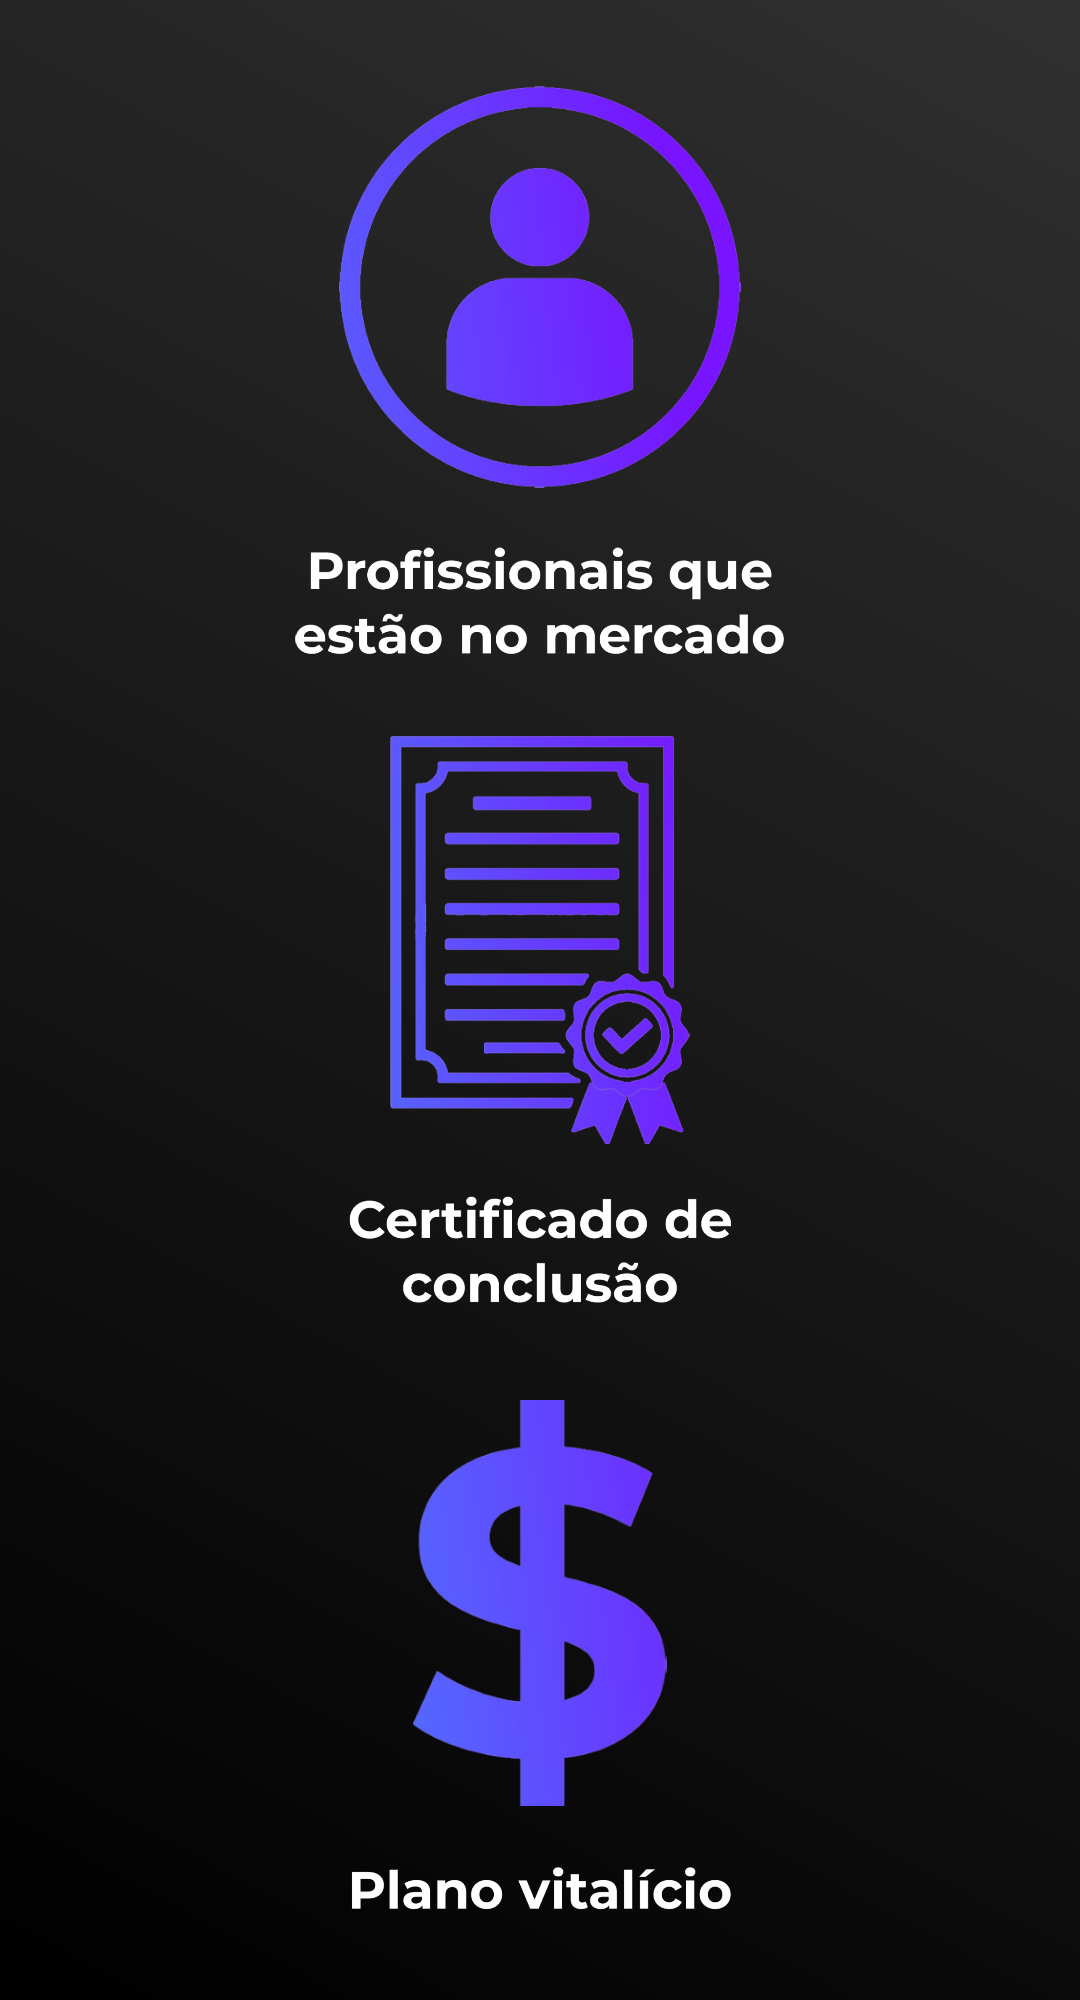 Profissionais que
estão no mercado
Certificado de
conclusão
Plano vitalício